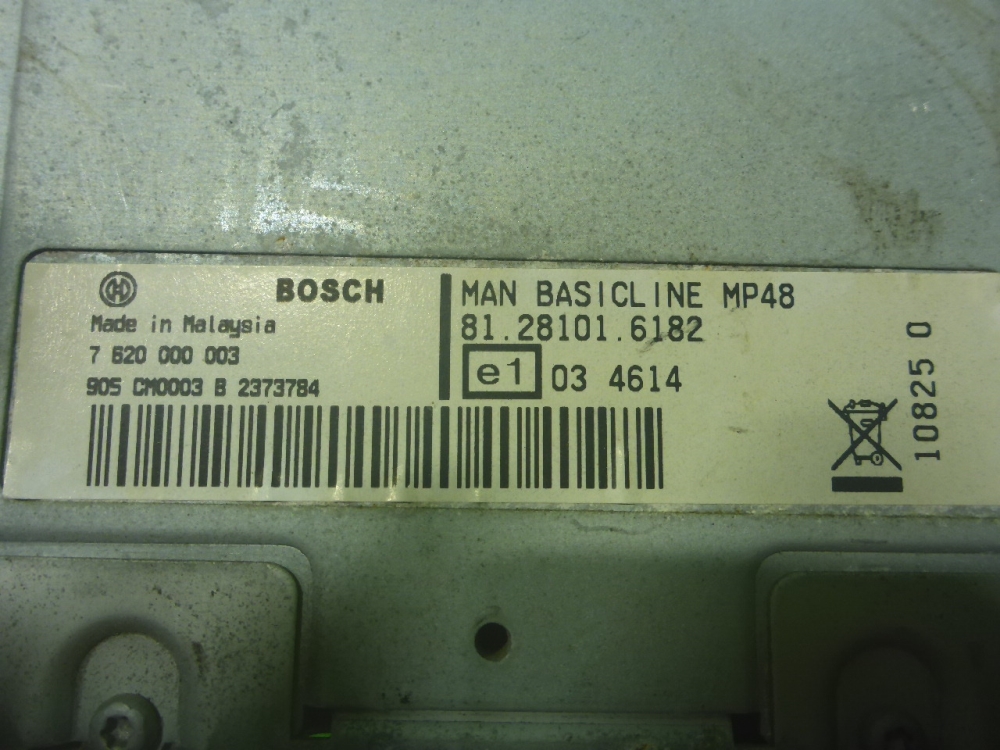 BOSCH
Made in Malaysia
7 620 000 003
905 CM0003 B 2373784
MAN BASICLINE MP48
81.28101.6182
e1 03 4614
10825 0